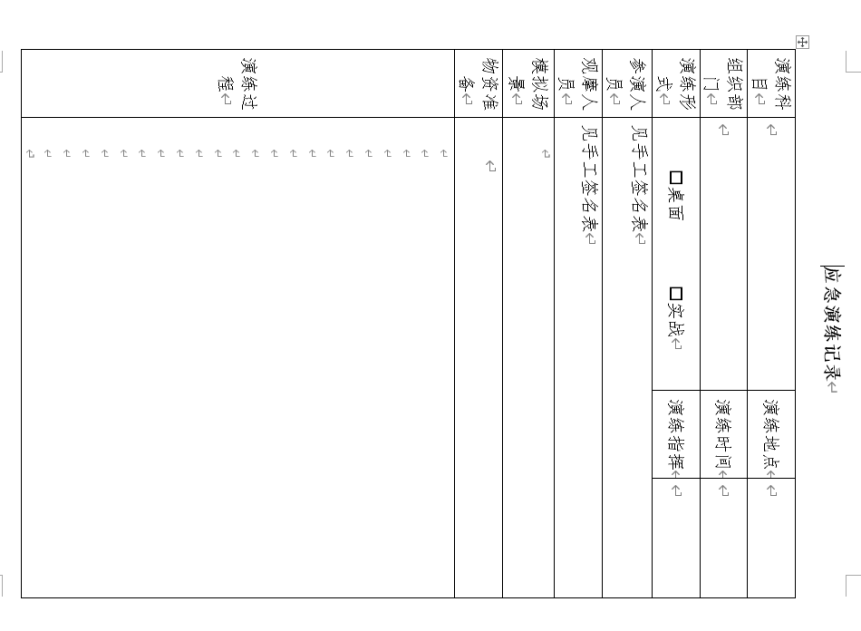 应急演练记录
演练科
目
演练地点
组织部
门
演练时间
演练形
式
□桌面 □实战
演练指挥
参演人
员
见手工签名表
观摩人
员
见手工签名表
模拟场
景
物资准
备
演练过
程